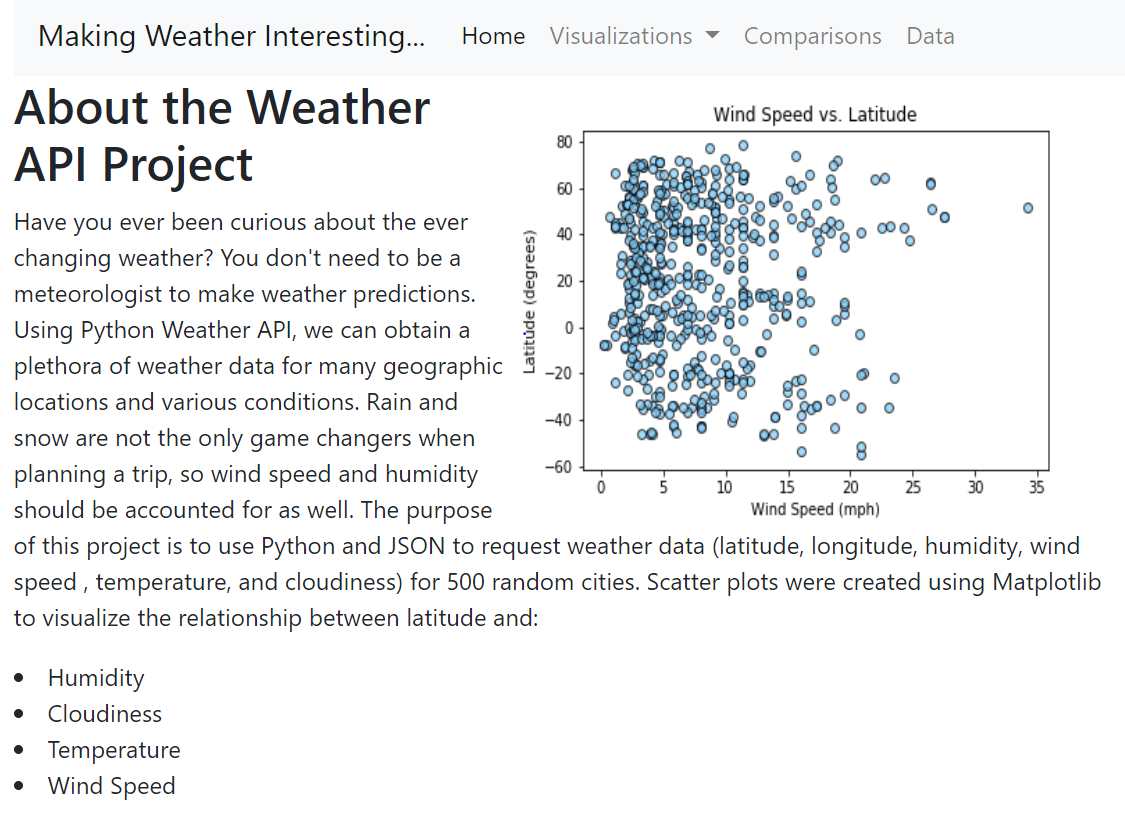 Making Weather Interesting... Home Visualizations Comparisons Data
About the Weather
API Project
Have you ever been curious about the ever
changing weather? You don't need to be a
meteorologist to make weather predictions.
Using Python Weather API, we can obtain a
plethora of weather data for many geographic
locations and various conditions. Rain and
snow are not the only game changers when
planning a trip, so wind speed and humidity
should be accounted for as well. The purpose
of this project is to use Python and JSON to request weather data (latitude, longitude, humidity, wind
speed , temperature, and cloudiness) for 500 random cities. Scatter plots were created using Matplotlib
to visualize the relationship between latitude and:
Humidity
Cloudiness
Temperature
Wind Speed
Wind Speed vs. Latitude
Latitude (degrees)
80
60
40
20
0
−20
−40
−60
0 5 10 15 20 25 30 35
Wind Speed (mph)